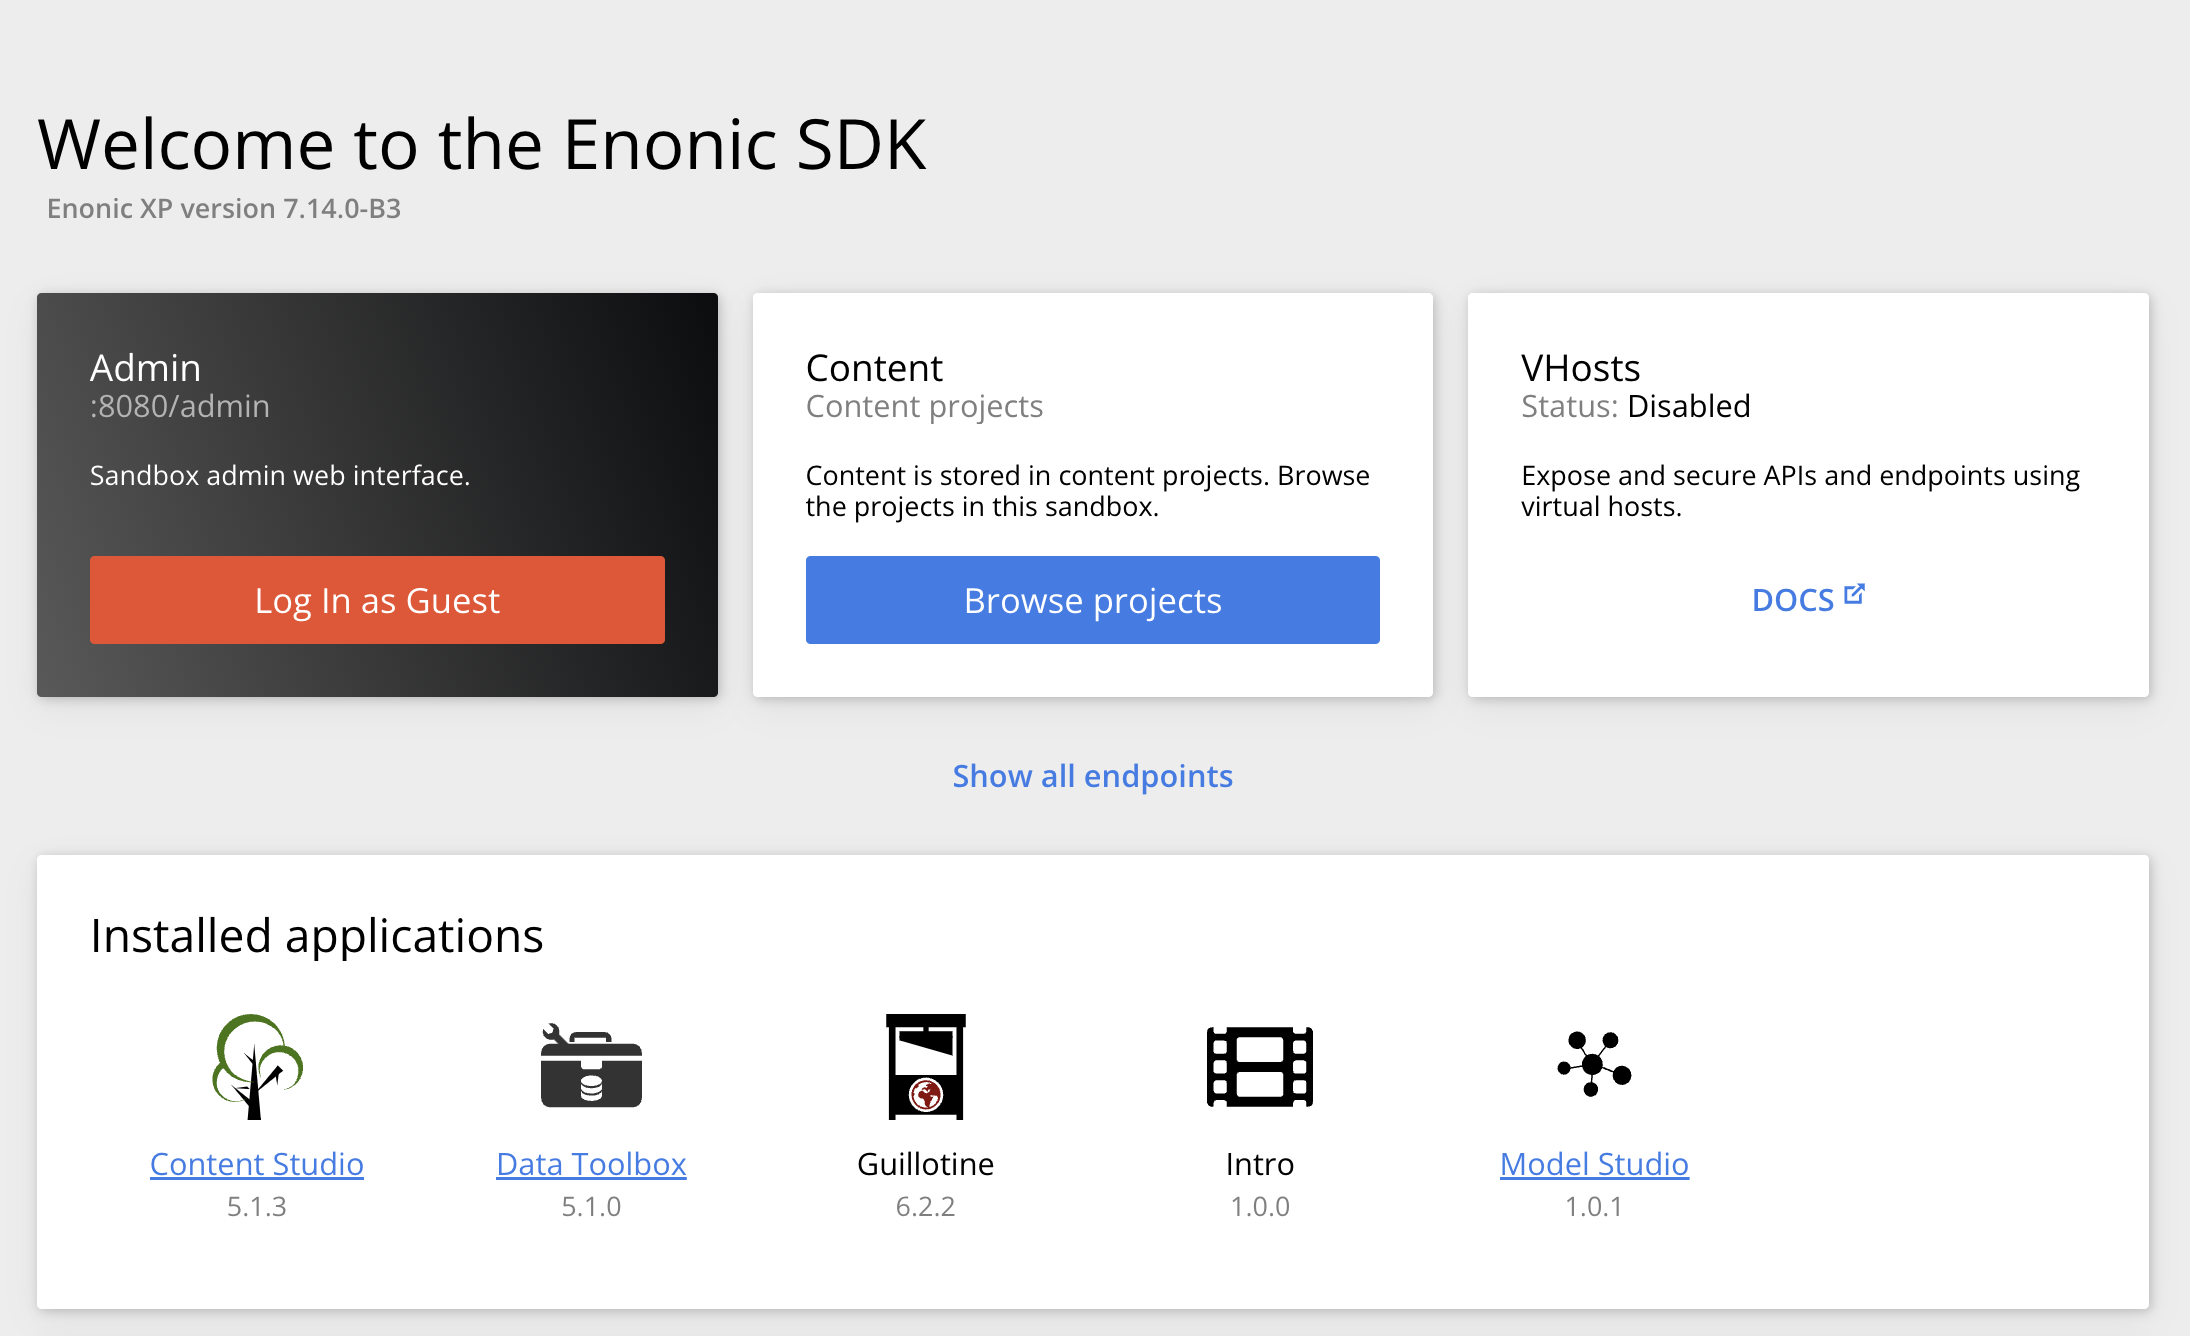 Welcome to the Enonic SDK
Enonic XP version 7.14.0-B3
Admin
:8080/admin
Sandbox admin web interface.
Log In as Guest
Content
Content projects
Content is stored in content projects. Browse
the projects in this sandbox.
Browse projects
VHosts
Status: Disabled
Expose and secure APIs and endpoints using
virtual hosts.
DOCS
Show all endpoints
Installed applications
Content Studio
5.1.3
Data Toolbox
5.1.0
Guillotine
6.2.2
Intro
1.0.0
Model Studio
1.0.1